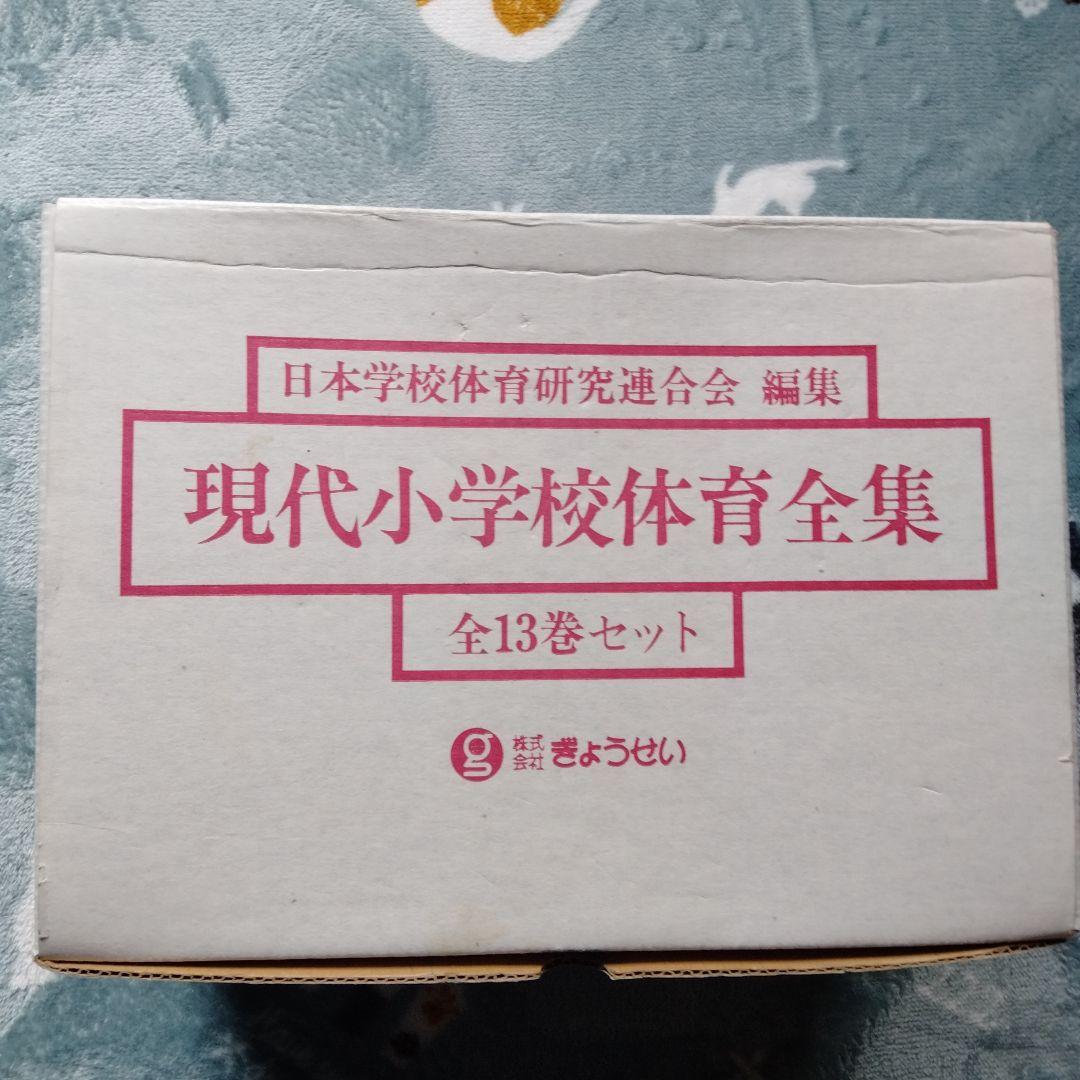 日本学校体育研究連合会 編集
現代小学校体育全集
全13巻セット
g 株式会社 ぎょうせい